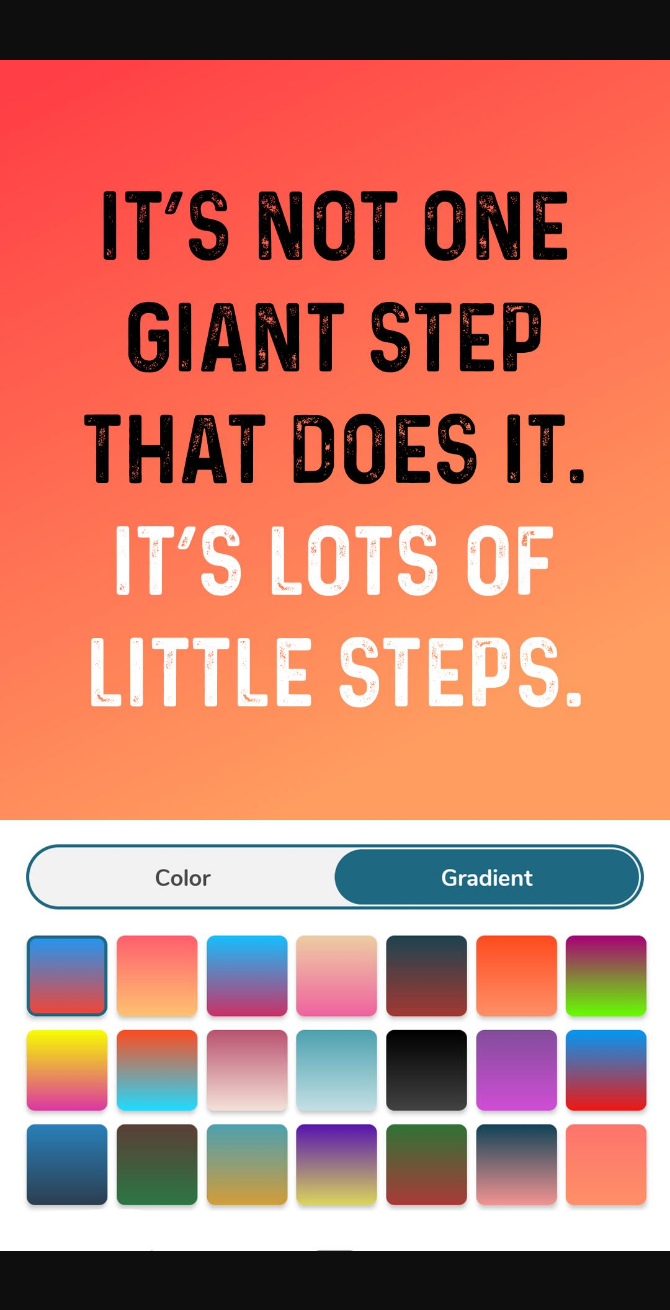 IT'S NOT ONE
GIANT STEP
THAT DOES IT.
IT'S LOTS OF
LITTLE STEPS.
Color
Gradient